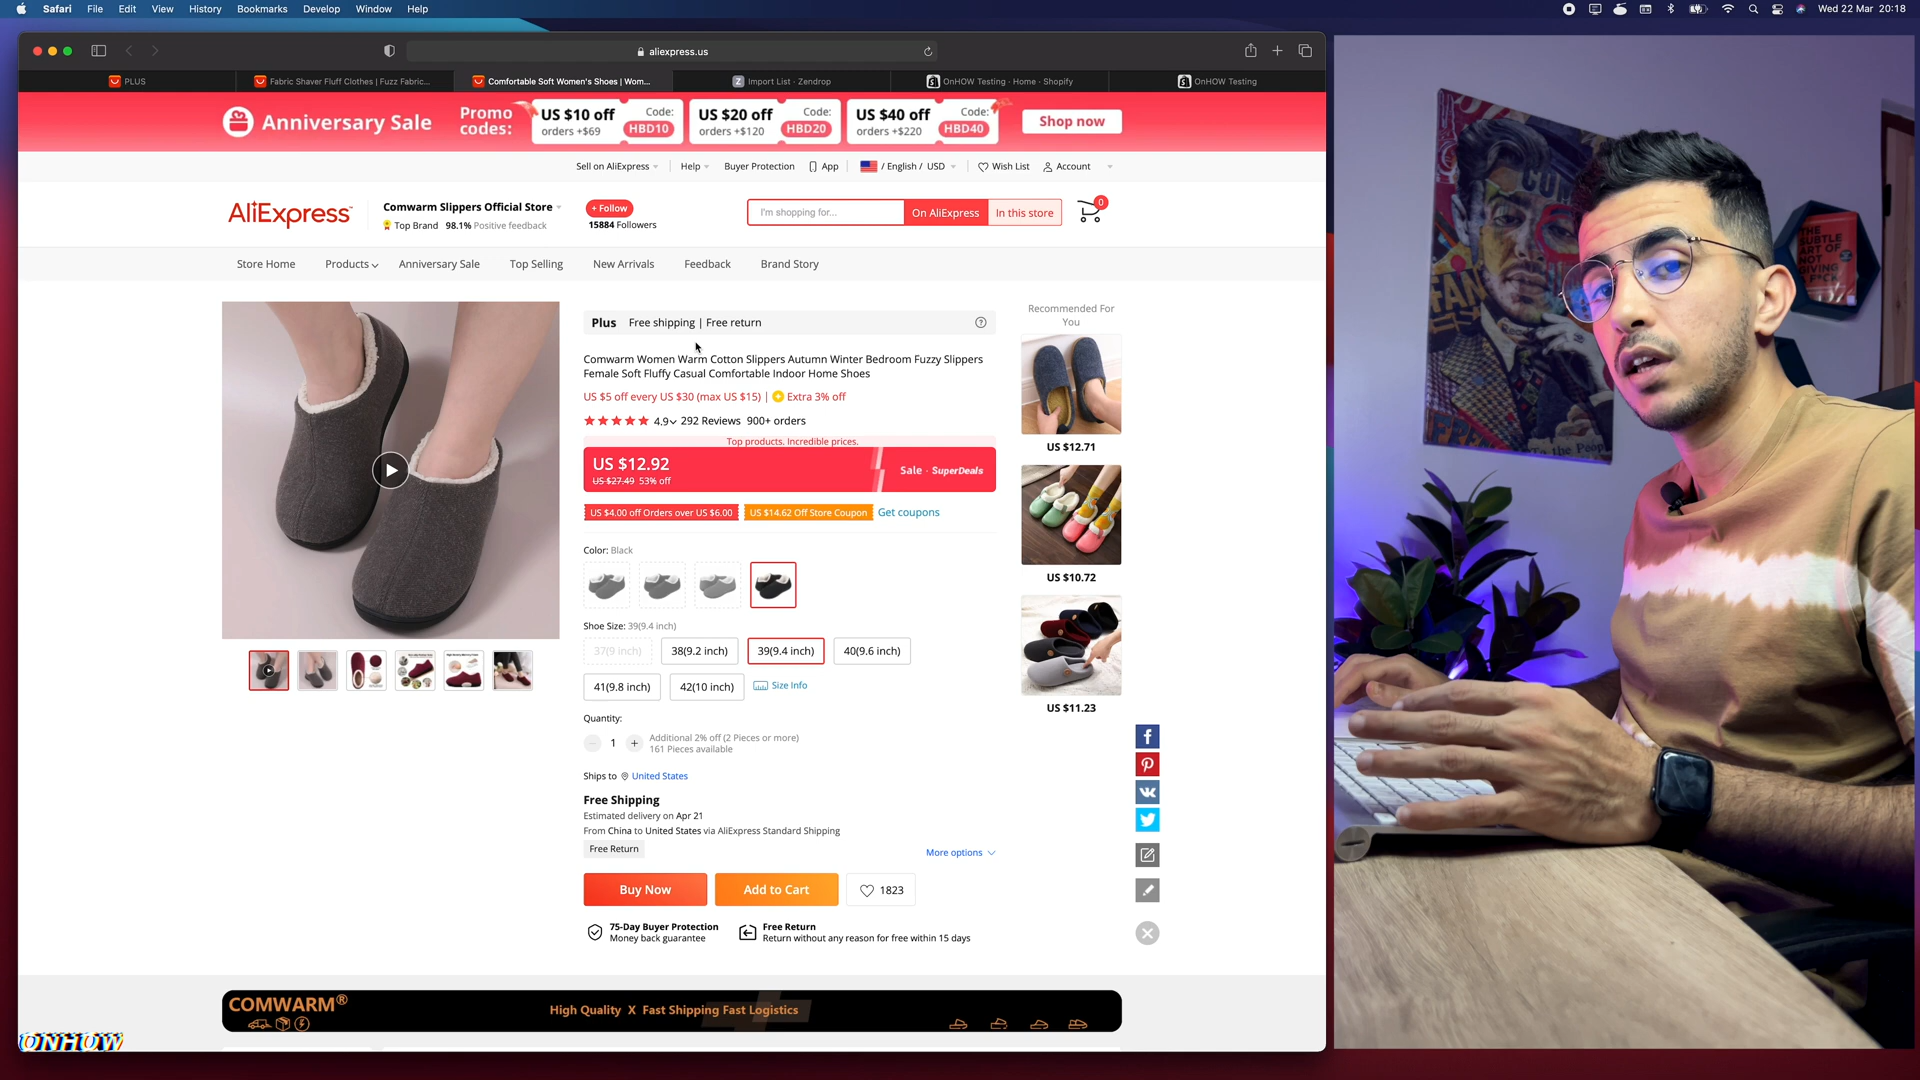 Safari File Edit View History Bookmarks Develop Window Help
Wed 22 Mar 20:18
aliexpress.us
PLUS
Fabric Shaver Fluff Clothes | Fuzz Fabric...
Comfortable Soft Women's Shoes | Wom...
Import List · Zendrop
OnHOW Testing · Home · Shopify
OnHOW Testing
Anniversary Sale
Promo codes:
US $10 off
orders +$69
Code:
HBD10
US $20 off
orders +$120
Code:
HBD20
US $40 off
orders +$220
Code:
HBD40
Shop now
Sell on AliExpress
Help
Buyer Protection
App
/ English / USD
Wish List
Account
AliExpress
Comwarm Slippers Official Store
Top Brand 98.1% Positive feedback
+ Follow
15884 Followers
I'm shopping for...
On AliExpress
In this store
0
Store Home
Products
Anniversary Sale
Top Selling
New Arrivals
Feedback
Brand Story
Plus Free shipping | Free return
Comwarm Women Warm Cotton Slippers Autumn Winter Bedroom Fuzzy Slippers
Female Soft Fluffy Casual Comfortable Indoor Home Shoes
US $5 off every US $30 (max US $15) | Extra 3% off
4.9 292 Reviews 900+ orders
Top products. Incredible prices.
US $12.92
US $27.49 53% off
Sale · SuperDeals
US $4.00 off Orders over US $6.00
US $14.62 Off Store Coupon
Get coupons
Color: Black
Shoe Size: 39(9.4 inch)
37(9 inch)
38(9.2 inch)
39(9.4 inch)
40(9.6 inch)
41(9.8 inch)
42(10 inch)
Size Info
Quantity:
1
Additional 2% off (2 Pieces or more)
161 Pieces available
Ships to United States
Free Shipping
Estimated delivery on Apr 21
From China to United States via AliExpress Standard Shipping
Free Return
More options
Buy Now
Add to Cart
1823
75-Day Buyer Protection
Money back guarantee
Free Return
Return without any reason for free within 15 days
Recommended For
You
US $12.71
US $10.72
US $11.23
COMWARM®
High Quality X Fast Shipping Fast Logistics
ONHOW
THE
SUBTLE
ART OF
NOT
GIVING
A F*CK
To the People